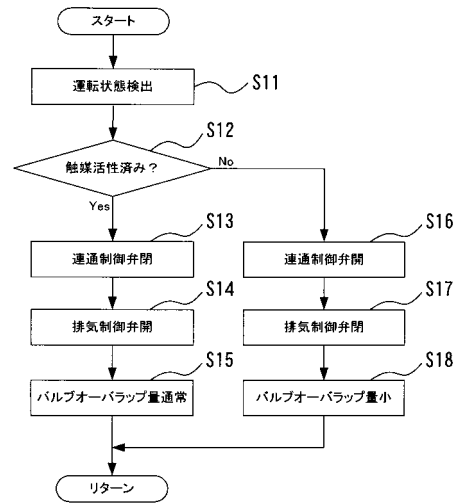 スタート
運転状態検出
S11
S12
触媒活性済み？
No
Yes
S13
連通制御弁閉
S16
連通制御弁開
S14
排気制御弁開
S17
排気制御弁閉
S15
バルブオーバラップ量通常
S18
バルブオーバラップ量小
リターン